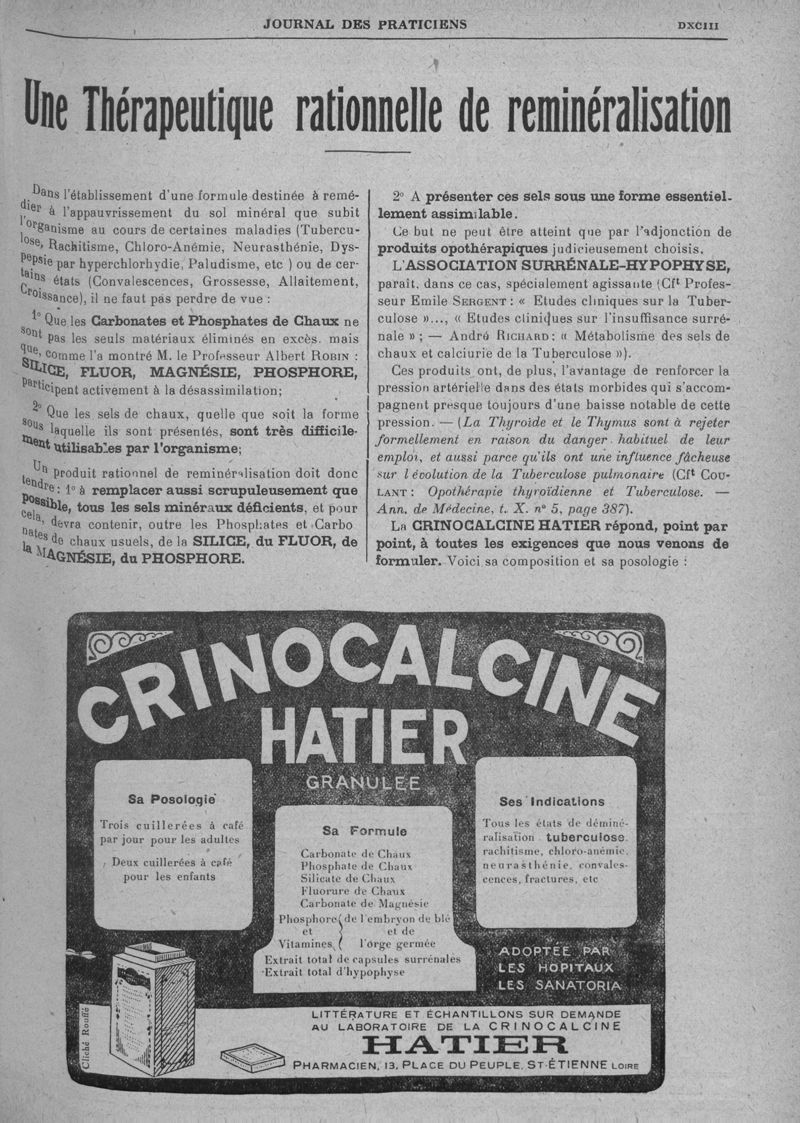 JOURNAL DES PRATICIENS
DXCIII
Une Thérapeutique rationnelle de reminéralisation
Dans l'établissement d'une formule destinée à remé-
dier à l'appauvrissement du sol minéral que subit
l'organisme au cours de certaines maladies (Tubercu-
lose, Rachitisme, Chloro-Anémie, Neurasthénie, Dys-
pepsie par hyperchlorhydie, Paludisme, etc ) ou de cer-
tains états (Convalescences, Grossesse, Allaitement,
Croissance), il ne faut pas perdre de vue :
1° Que les Carbonates et Phosphates de Chaux ne
sont pas les seuls matériaux éliminés en excès. mais
que, comme l'a montré M. le Professeur Albert ROBIN :
SILICE, FLUOR, MAGNÉSIE, PHOSPHORE,
participent activement à la désassimilation;
2° Que les sels de chaux, quelle que soit la forme
sous laquelle ils sont présentés, sont très difficile-
ment utilisables par l'organisme;
Un produit rationnel de reminéralisation doit donc
tendre : 1° à remplacer aussi scrupuleusement que
possible, tous les sels minéraux déficients, et pour
cela, devra contenir, outre les Phosphates et Carbo
nates de chaux usuels, de la SILICE, du FLUOR, de
la MAGNÉSIE, du PHOSPHORE.
2° A présenter ces sels sous une forme essentiel-
lement assimilable.
Ce but ne peut être atteint que par l'adjonction de
produits opothérapiques judicieusement choisis.
L'ASSOCIATION SURRÉNALE-HYPOPHYSE,
paraît, dans ce cas, spécialement agissante (Cft Profes-
seur Emile SERGENT : « Etudes cliniques sur la Tuber-
culose »..., « Etudes cliniques sur l'insuffisance surré-
nale » ; — André RICHARD : « Métabolisme des sels de
chaux et calciurie de la Tuberculose »).
Ces produits ont, de plus, l'avantage de renforcer la
pression artérielle dans des états morbides qui s'accom-
pagnent presque toujours d'une baisse notable de cette
pression. — (La Thyroïde et le Thymus sont à rejeter
formellement en raison du danger habituel de leur
emploi, et aussi parce qu'ils ont une influence fâcheuse
sur l évolution de la Tuberculose pulmonaire (Cft COU-
LANT : Opothérapie thyroïdienne et Tuberculose. —
Ann. de Médecine, t. X. n° 5, page 387).
La CRINOCALCINE HATIER répond, point par
point, à toutes les exigences que nous venons de
formuler. Voici sa composition et sa posologie :
CRINOCALCINE
HATIER
GRANULÉE
Sa Posologie
Trois cuillerées à café
par jour pour les adultes
Deux cuillerées à café
pour les enfants
Sa Formule
Carbonate de Chaux
Phosphate de Chaux
Silicate de Chaux
Fluorure de Chaux
Carbonate de Magnésie
Phosphore de l'embryon de blé
et et de
Vitamines l'orge germée
Extrait total de capsules surrénales
Extrait total d'hypophyse
Ses Indications
Tous les états de déminé-
ralisation tuberculose.
rachitisme, chloro-anémie,
neurasthénie, convales-
cences, fractures, etc
ADOPTÉE PAR
LES HOPITAUX
LES SANATORIA
Cliché Rouffé
LITTÉRATURE ET ÉCHANTILLONS SUR DEMANDE
AU LABORATOIRE DE LA CRINOCALCINE
HATIER
PHARMACIEN, 13, PLACE DU PEUPLE, ST-ÉTIENNE LOIRE